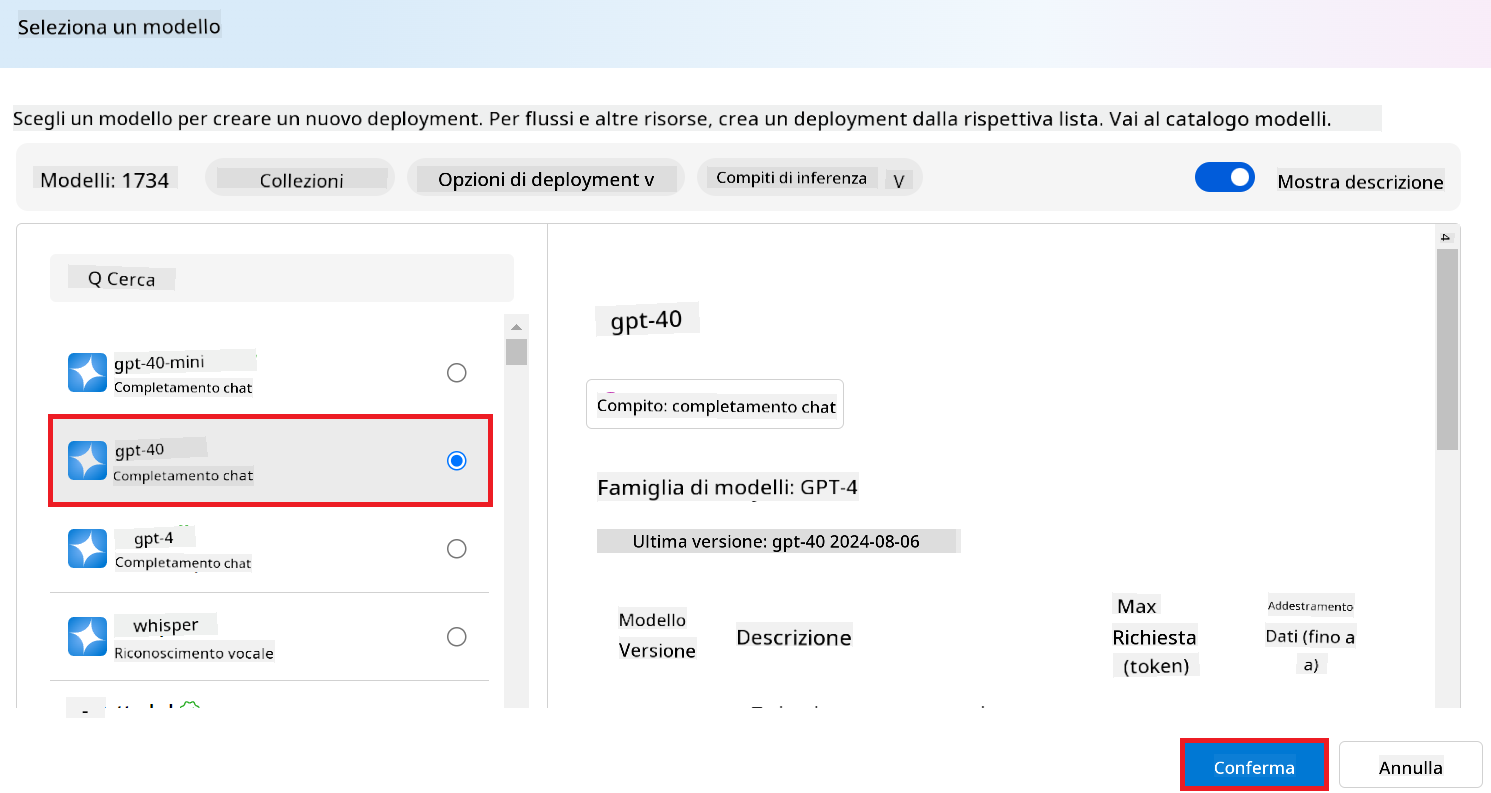 Seleziona un modello
Scegli un modello per creare un nuovo deployment. Per flussi e altre risorse, crea un deployment dalla rispettiva lista. Vai al catalogo modelli.
Modelli: 1734
Collezioni
Opzioni di deployment v
Compiti di inferenza V
Mostra descrizione
Q Cerca
gpt-40-mini
Completamento chat
gpt-40
Completamento chat
gpt-4
Completamento chat
whisper
Riconoscimento vocale
gpt-40
Compito: completamento chat
Famiglia di modelli: GPT-4
Ultima versione: gpt-40 2024-08-06
Modello
Versione
Descrizione
Max
Richiesta
(token)
Addestramento
Dati (fino a
a)
Conferma
Annulla